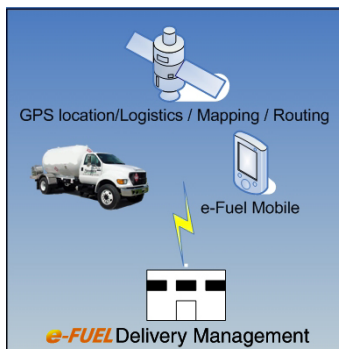 GPS location/Logistics / Mapping / Routing
e-Fuel Mobile
e-FUEL Delivery Management